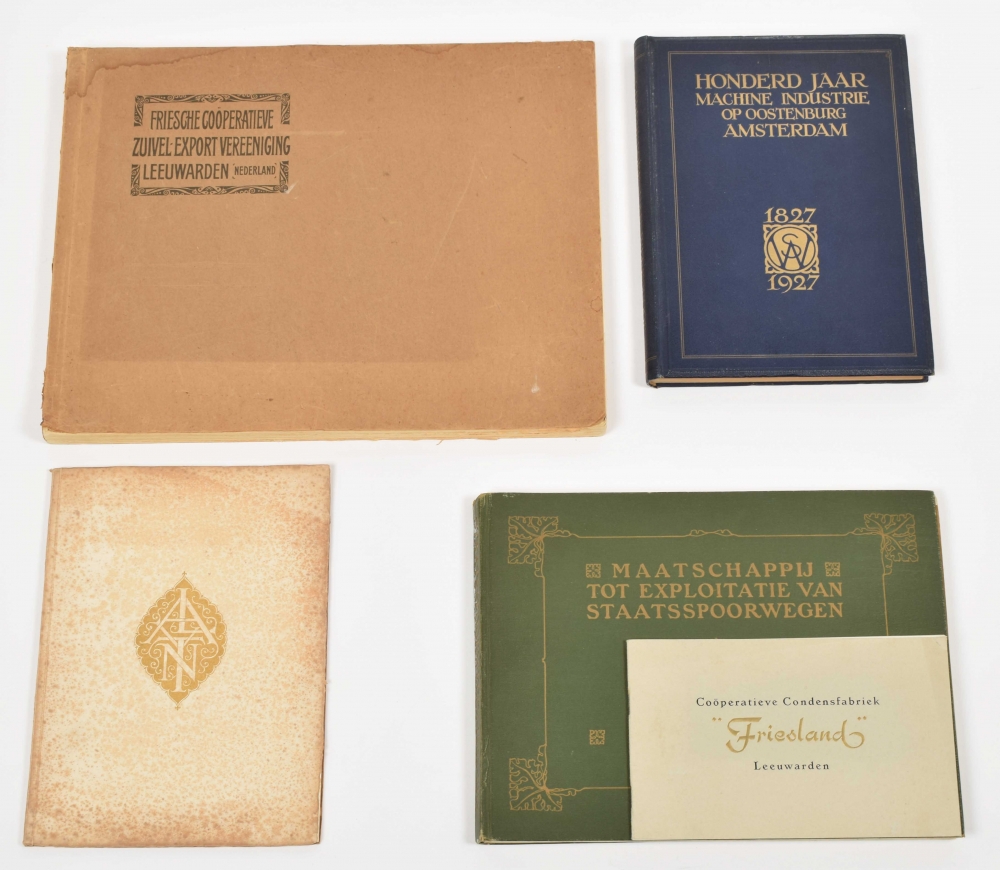 FRIESCHE COÖPERATIEVE
ZUIVEL-EXPORT VEREENIGING
LEEUWARDEN (NEDERLAND)
HONDERD JAAR
MACHINE INDUSTRIE
OP OOSTENBURG
AMSTERDAM
1827
1927
MAATSCHAPPIJ
TOT EXPLOITATIE VAN
STAATSSPOORWEGEN
Coöperatieve Condensfabriek
"Friesland"
Leeuwarden